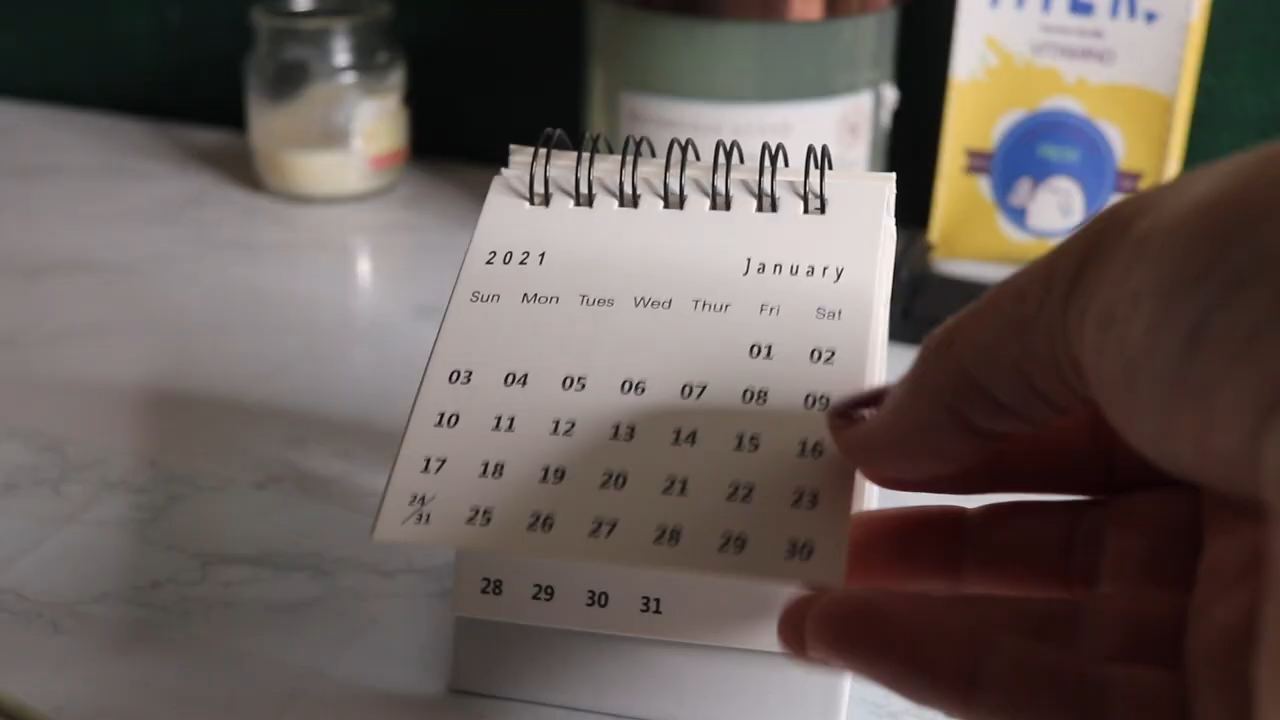 2021 January
Sun Mon Tues Wed Thur Fri Sat
01 02
03 04 05 06 07 08 09
10 11 12 13 14 15 16
17 18 19 20 21 22 23
24/31 25 26 27 28 29 30
28 29 30 31